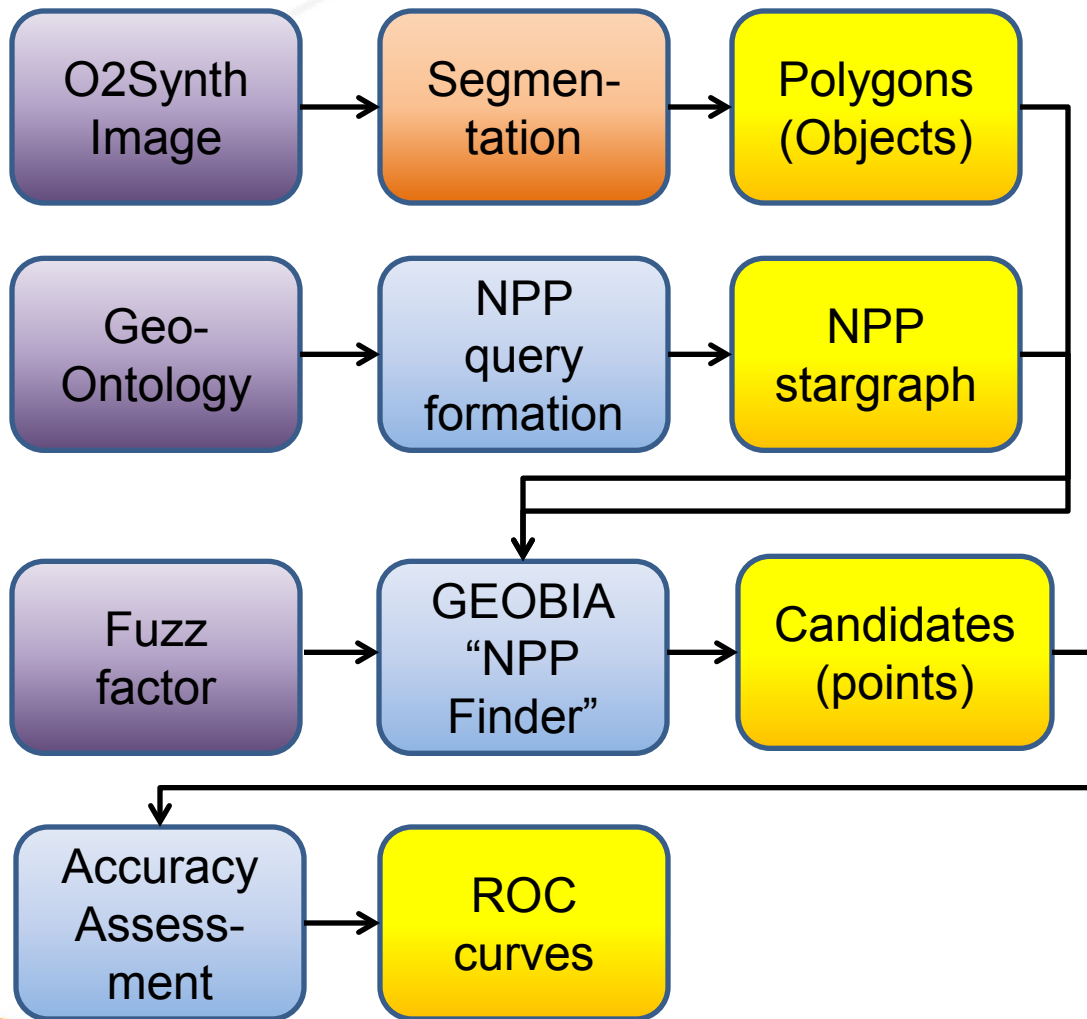 O2Synth
Image
Segmen-
tation
Polygons
(Objects)
Geo-
Ontology
NPP
query
formation
NPP
stargraph
Fuzz
factor
GEOBIA
“NPP
Finder”
Candidates
(points)
Accuracy
Assess-
ment
ROC
curves